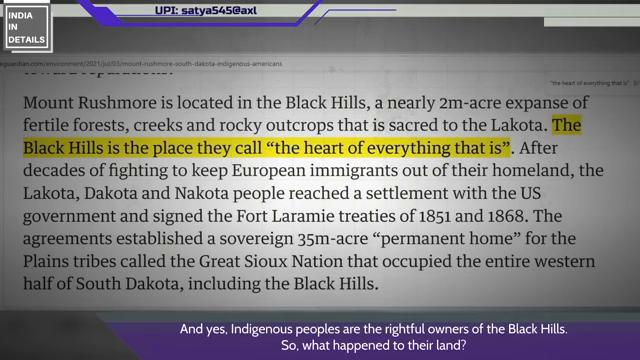 INDIA
IN
DETAILS
UPI: satya545@axl
eguardian.com/environment/2021/jul/03/mount-rushmore-south-dakota-indigenous-americans
"the heart of everything that is"
Mount Rushmore is located in the Black Hills, a nearly 2m-acre expanse of
fertile forests, creeks and rocky outcrops that is sacred to the Lakota. The
Black Hills is the place they call “the heart of everything that is”. After
decades of fighting to keep European immigrants out of their homeland, the
Lakota, Dakota and Nakota people reached a settlement with the US
government and signed the Fort Laramie treaties of 1851 and 1868. The
agreements established a sovereign 35m-acre “permanent home” for the
Plains tribes called the Great Sioux Nation that occupied the entire western
half of South Dakota, including the Black Hills.
And yes, Indigenous peoples are the rightful owners of the Black Hills.
So, what happened to their land?